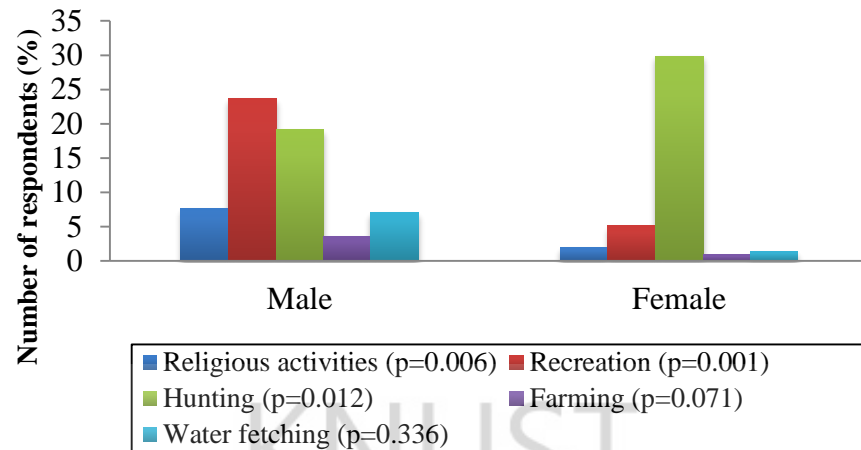 Number of respondents (%)
35
30
25
20
15
10
5
0
Male Female
Religious activities (p=0.006) Recreation (p=0.001)
Hunting (p=0.012) Farming (p=0.071)
Water fetching (p=0.336)
KNUST